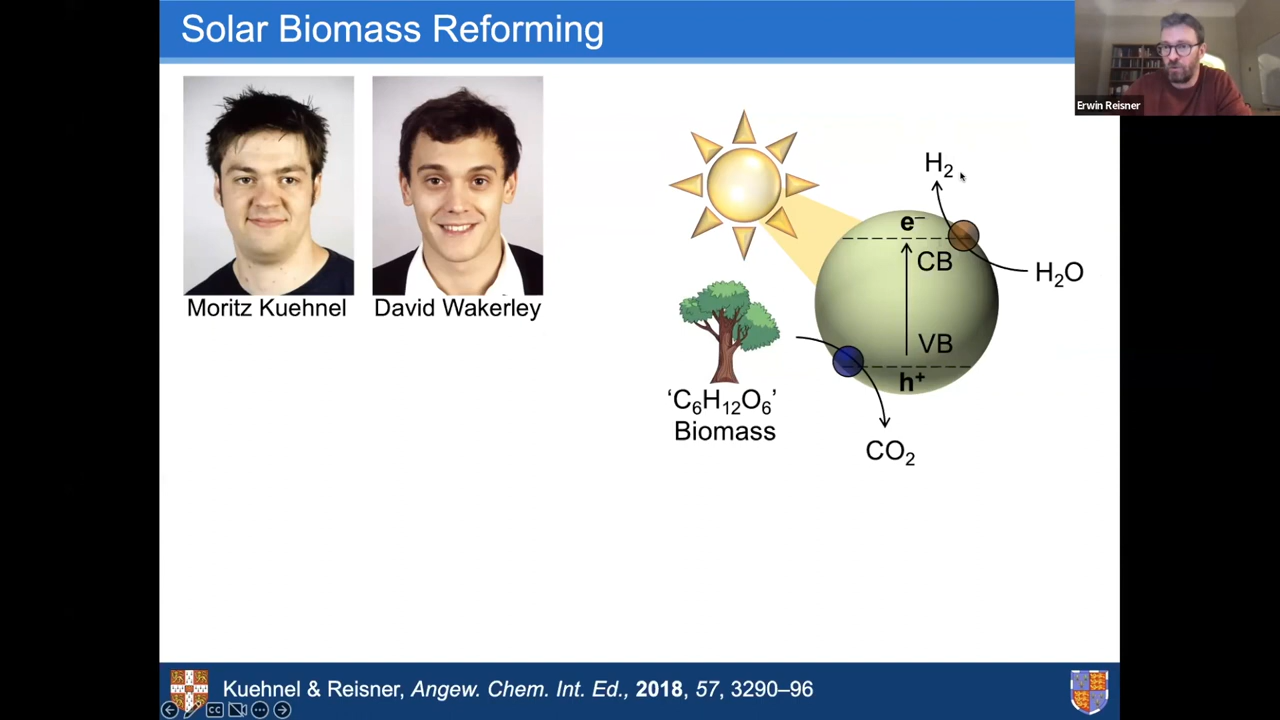 Solar Biomass Reforming
Erwin Reisner
Moritz Kuehnel
David Wakerley
H₂
e⁻
CB
H₂O
VB
h⁺
'C₆H₁₂O₆'
Biomass
CO₂
Kuehnel & Reisner, Angew. Chem. Int. Ed., 2018, 57, 3290–96
CC